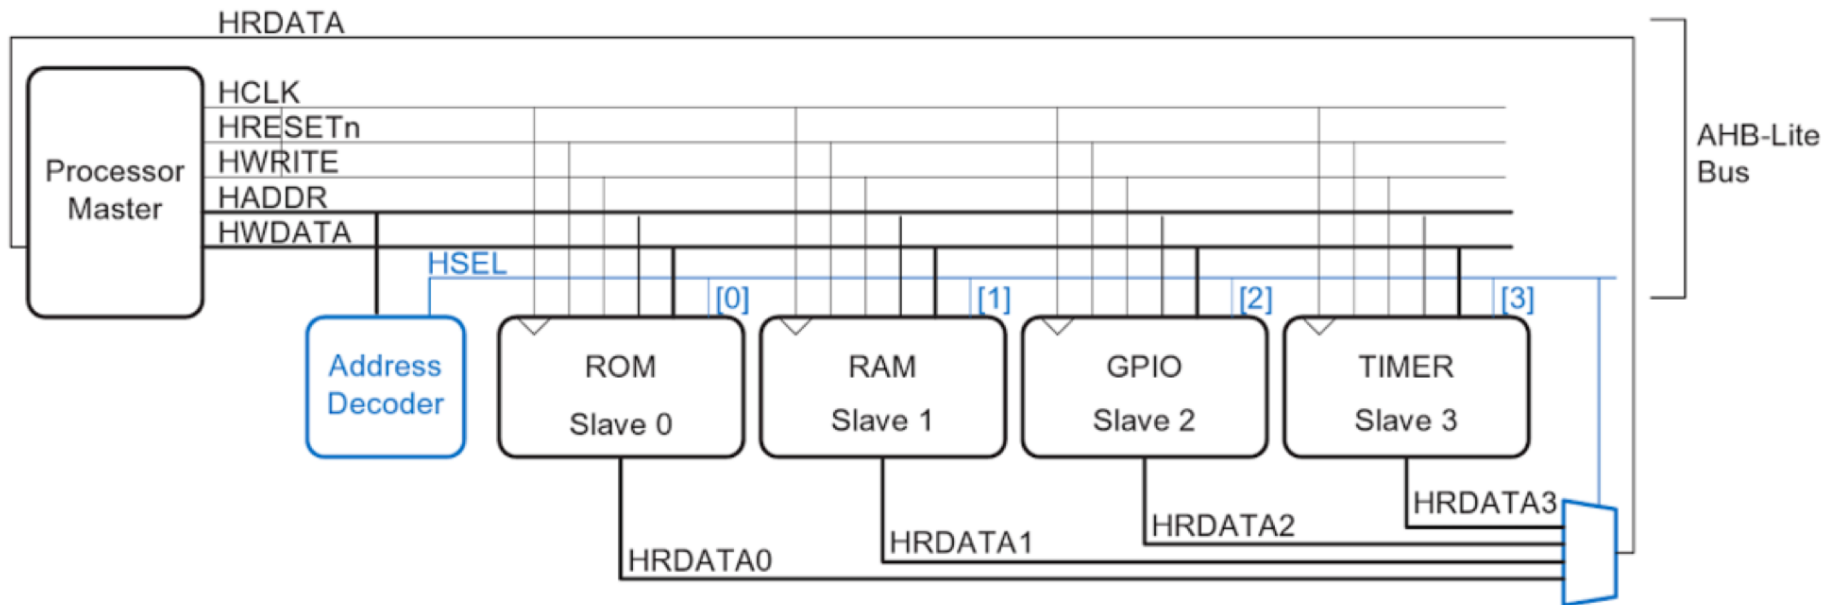 HRDATA
HCLK
HRESETn
HWRITE
HADDR
HWDATA
Processor
Master
AHB-Lite
Bus
HSEL
[0]
[1]
[2]
[3]
Address
Decoder
ROM
Slave 0
RAM
Slave 1
GPIO
Slave 2
TIMER
Slave 3
HRDATA3
HRDATA2
HRDATA1
HRDATA0